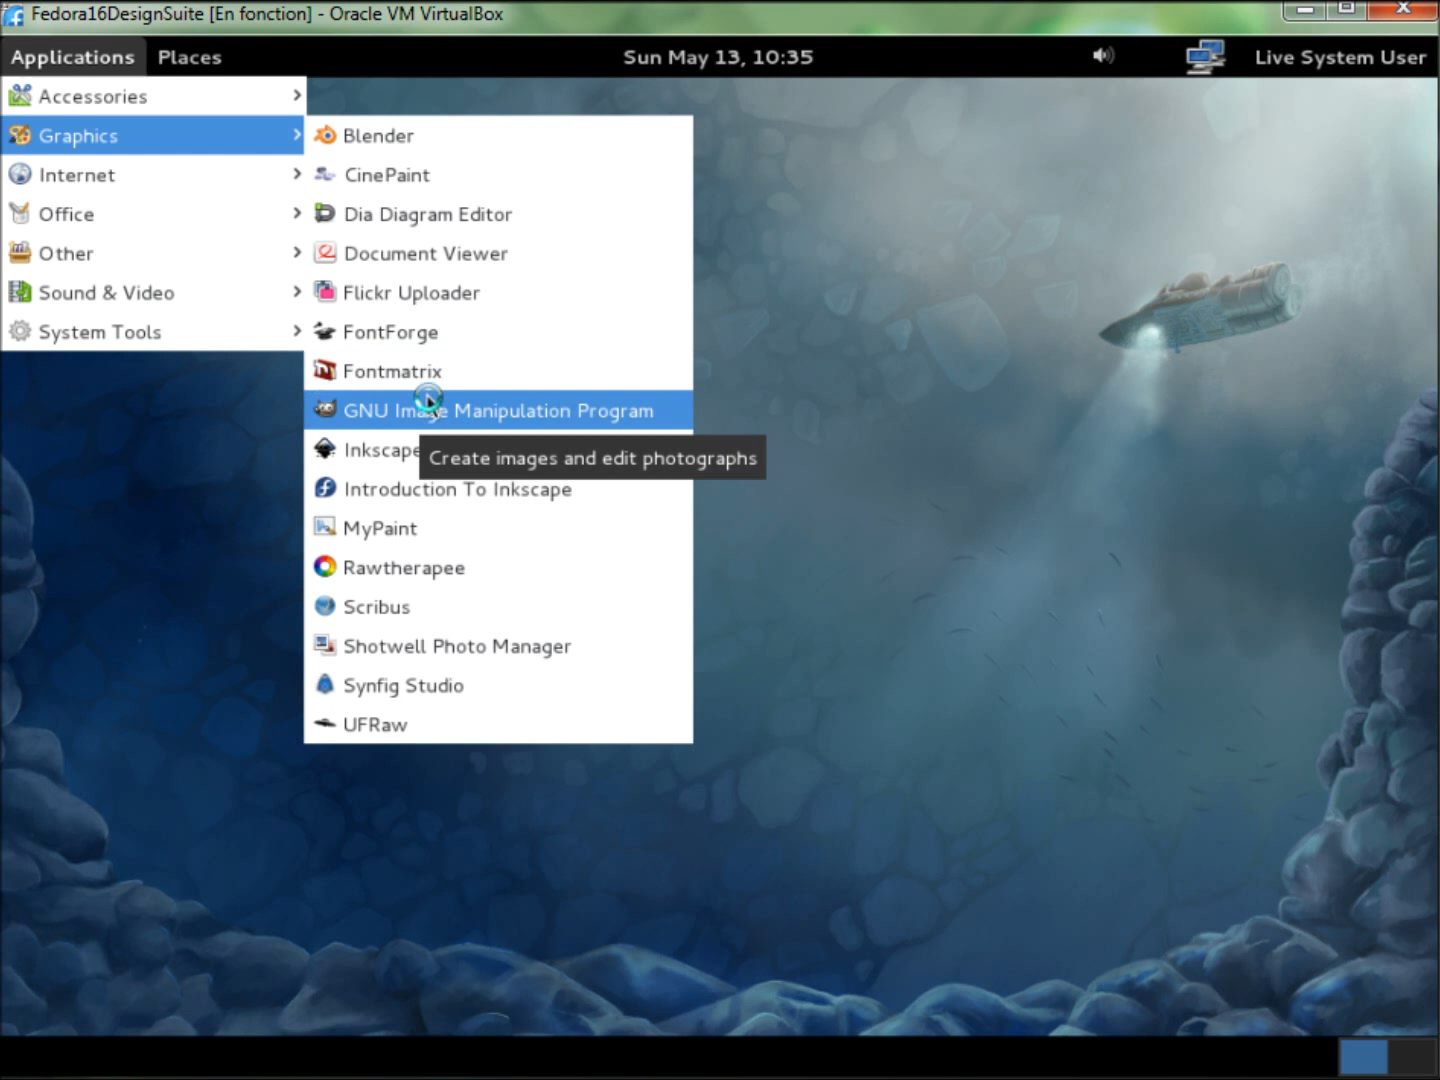 Fedora16DesignSuite [En fonction] - Oracle VM VirtualBox
Applications Places Sun May 13, 10:35 Live System User
Accessories
Graphics
Internet
Office
Other
Sound & Video
System Tools
Blender
CinePaint
Dia Diagram Editor
Document Viewer
Flickr Uploader
FontForge
Fontmatrix
GNU Image Manipulation Program
Inkscape
Create images and edit photographs
Introduction To Inkscape
MyPaint
Rawtherapee
Scribus
Shotwell Photo Manager
Synfig Studio
UFRaw